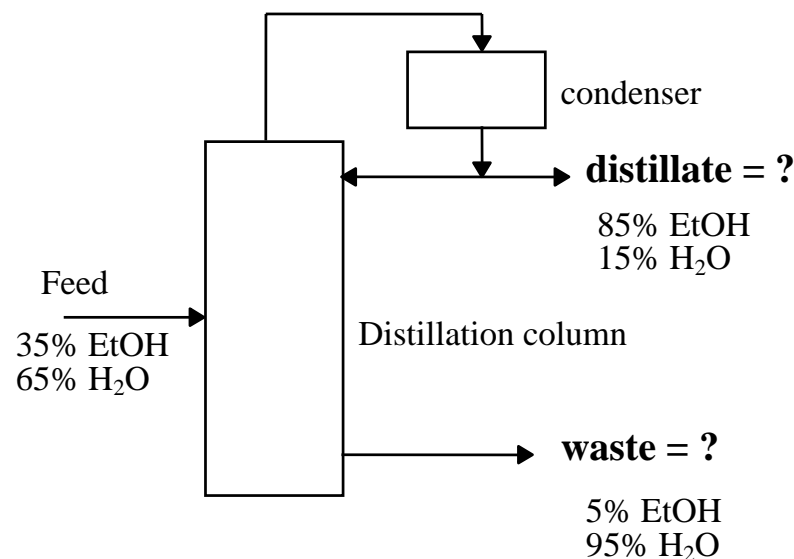 condenser
distillate = ?
85% EtOH
15% H₂O
Feed
35% EtOH
65% H₂O
Distillation column
waste = ?
5% EtOH
95% H₂O